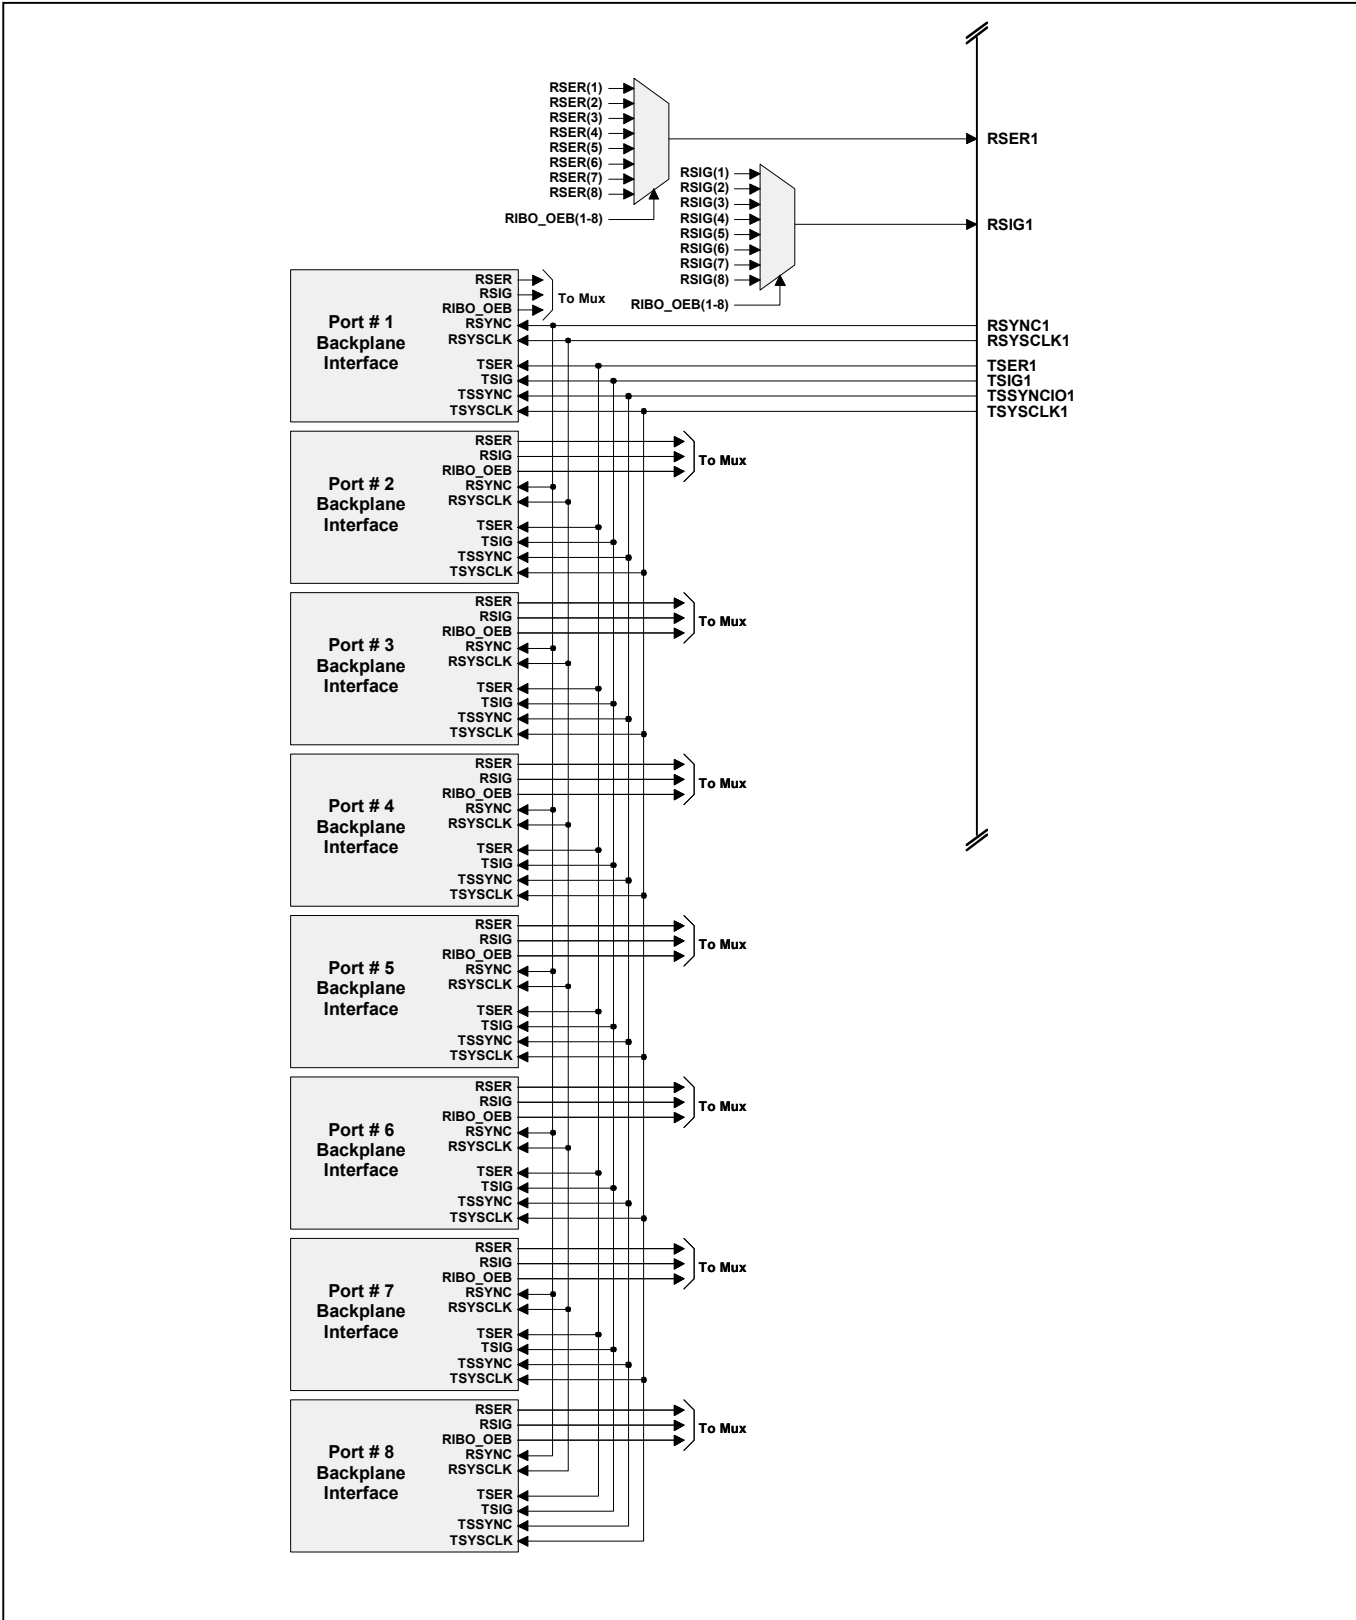 RSER(1)
RSER(2)
RSER(3)
RSER(4)
RSER(5)
RSER(6)
RSER(7)
RSER(8)
RIBO_OEB(1-8)
RSER1
RSIG(1)
RSIG(2)
RSIG(3)
RSIG(4)
RSIG(5)
RSIG(6)
RSIG(7)
RSIG(8)
RIBO_OEB(1-8)
RSIG1
RSYNC1
RSYSCLK1
TSER1
TSIG1
TSSYNCIO1
TSYSCLK1
Port # 1
Backplane
Interface
RSER
RSIG
RIBO_OEB
RSYNC
RSYSCLK
TSER
TSIG
TSSYNC
TSYSCLK
To Mux
Port # 2
Backplane
Interface
RSER
RSIG
RIBO_OEB
RSYNC
RSYSCLK
TSER
TSIG
TSSYNC
TSYSCLK
To Mux
Port # 3
Backplane
Interface
RSER
RSIG
RIBO_OEB
RSYNC
RSYSCLK
TSER
TSIG
TSSYNC
TSYSCLK
To Mux
Port # 4
Backplane
Interface
RSER
RSIG
RIBO_OEB
RSYNC
RSYSCLK
TSER
TSIG
TSSYNC
TSYSCLK
To Mux
Port # 5
Backplane
Interface
RSER
RSIG
RIBO_OEB
RSYNC
RSYSCLK
TSER
TSIG
TSSYNC
TSYSCLK
To Mux
Port # 6
Backplane
Interface
RSER
RSIG
RIBO_OEB
RSYNC
RSYSCLK
TSER
TSIG
TSSYNC
TSYSCLK
To Mux
Port # 7
Backplane
Interface
RSER
RSIG
RIBO_OEB
RSYNC
RSYSCLK
TSER
TSIG
TSSYNC
TSYSCLK
To Mux
Port # 8
Backplane
Interface
RSER
RSIG
RIBO_OEB
RSYNC
RSYSCLK
TSER
TSIG
TSSYNC
TSYSCLK
To Mux